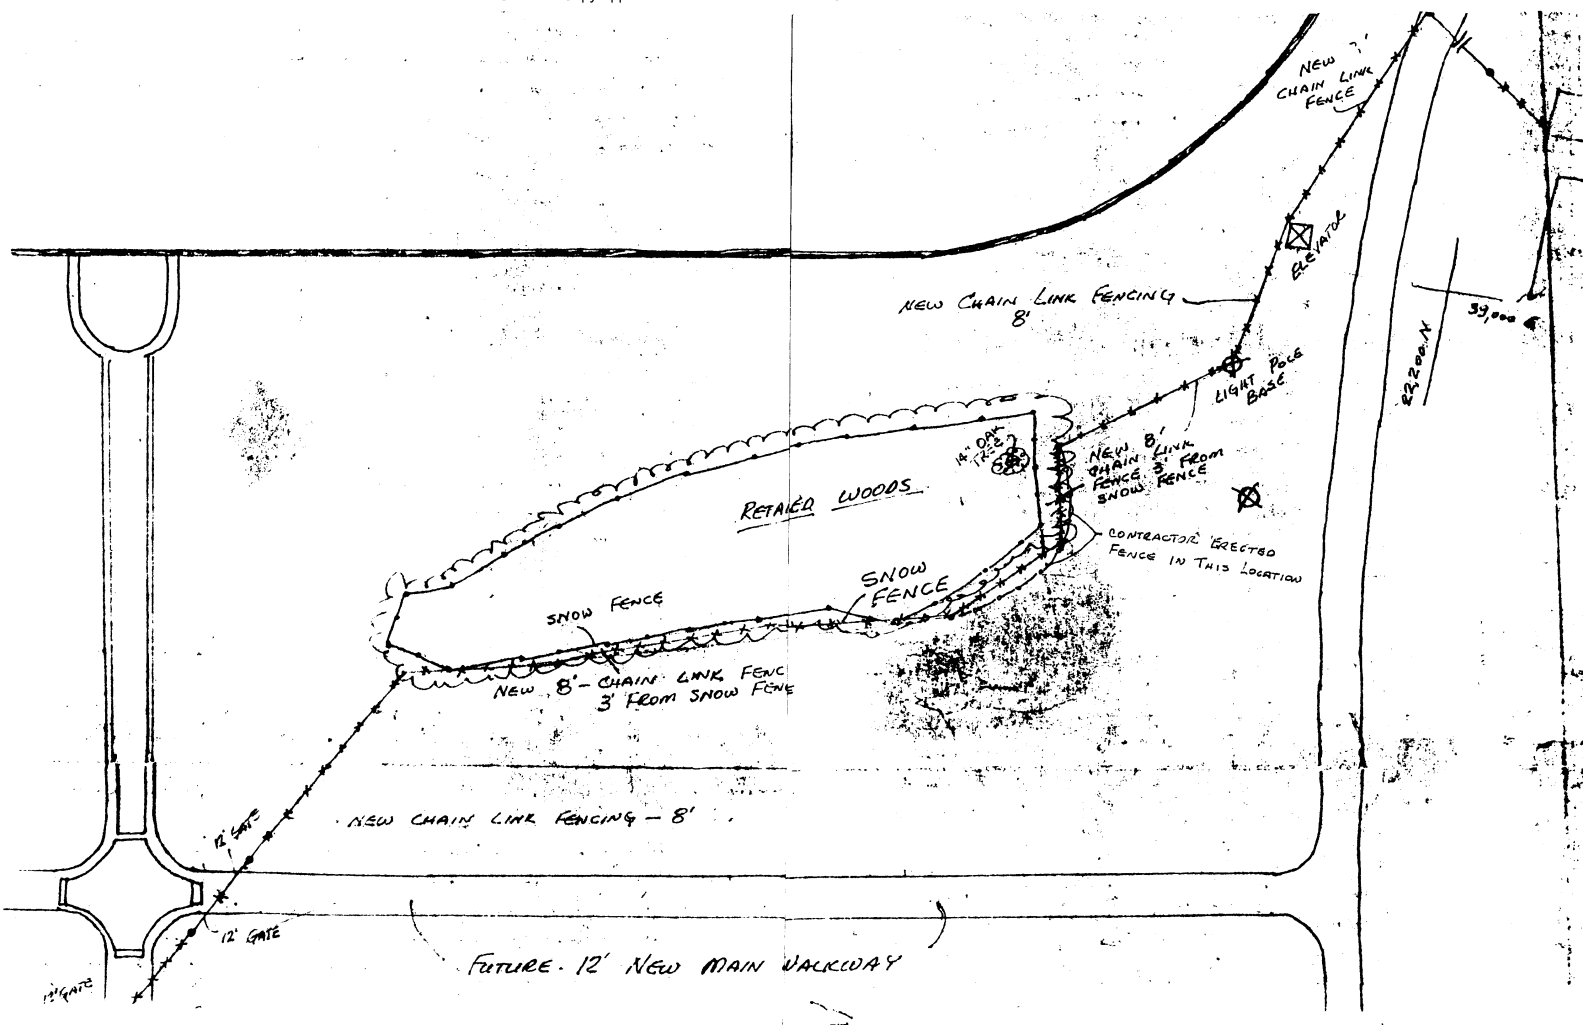 NEW ?'
CHAIN LINK
FENCE
ELEVATOR
NEW CHAIN LINK FENCING
8'
39,000 E
22,200 N
LIGHT POLE
BASE
14" OAK
TREE
NEW 8'
CHAIN LINK
FENCE 3' FROM
SNOW FENCE
RETAIED WOODS
CONTRACTOR ERECTED
FENCE IN THIS LOCATION
SNOW
FENCE
SNOW FENCE
NEW 8'- CHAIN LINK FENC
3' FROM SNOW FENE
NEW CHAIN LINK FENCING - 8'
12' GATE
12' GATE
FUTURE 12' NEW MAIN WALKWAY
12' GATE